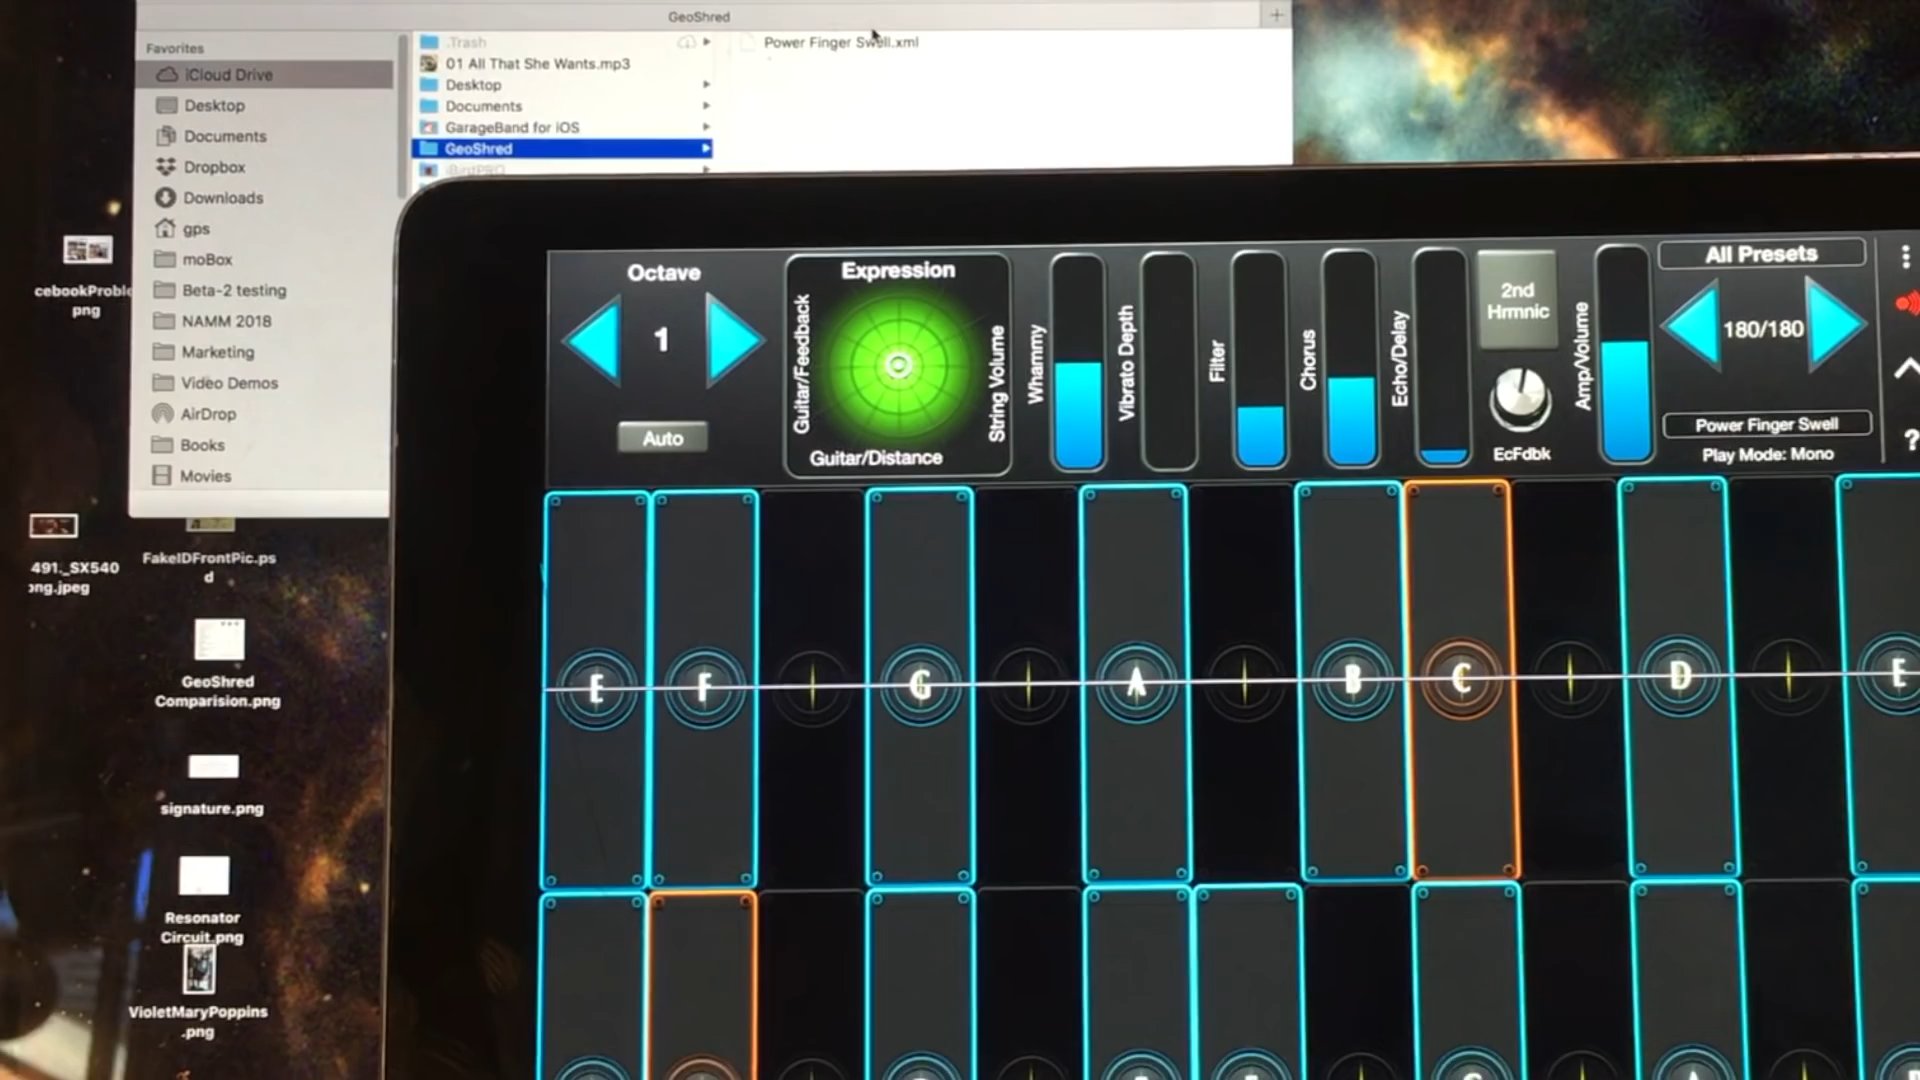 GeoShred
Favorites
iCloud Drive
Desktop
Documents
Dropbox
Downloads
gps
moBox
Beta-2 testing
NAMM 2018
Marketing
Video Demos
AirDrop
Books
Movies
.Trash
01 All That She Wants.mp3
Desktop
Documents
GarageBand for iOS
GeoShred
iBirdPRO
Power Finger Swell.xml
cebookProble
png
491._SX540
png.jpeg
FakeIDFrontPic.ps
d
GeoShred
Comparision.png
signature.png
Resonator
Circuit.png
VioletMaryPoppins
.png
Octave
1
Auto
Expression
Guitar/Feedback
String Volume
Guitar/Distance
Whammy
Vibrato Depth
Filter
Chorus
Echo/Delay
2nd
Hrmnic
EcFdbk
Amp/Volume
All Presets
180/180
Power Finger Swell
Play Mode: Mono
?
E F G A B C D E